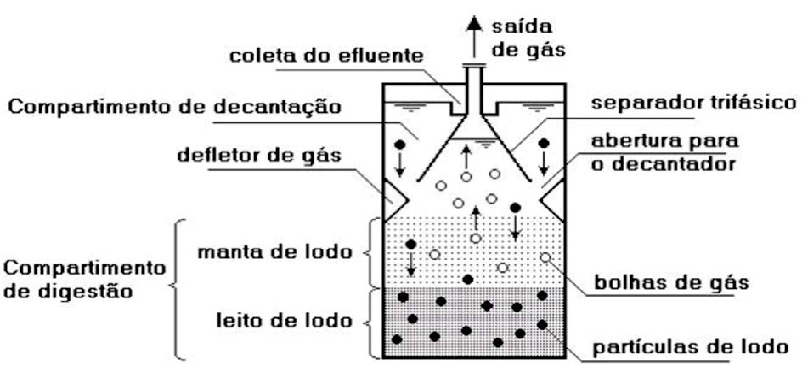 saída
de gás
coleta do efluente
Compartimento de decantação
separador trifásico
defletor de gás
abertura para
o decantador
manta de lodo
Compartimento
de digestão
bolhas de gás
leito de lodo
partículas de lodo